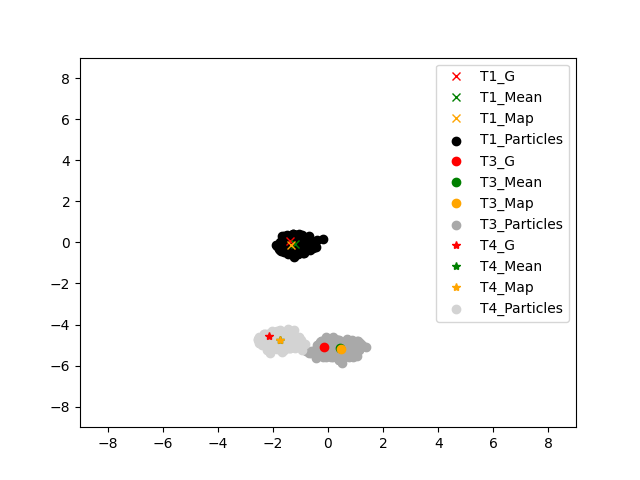 8
6
4
2
0
−2
−4
−6
−8
−8 −6 −4 −2 0 2 4 6 8
T1_G
T1_Mean
T1_Map
T1_Particles
T3_G
T3_Mean
T3_Map
T3_Particles
T4_G
T4_Mean
T4_Map
T4_Particles